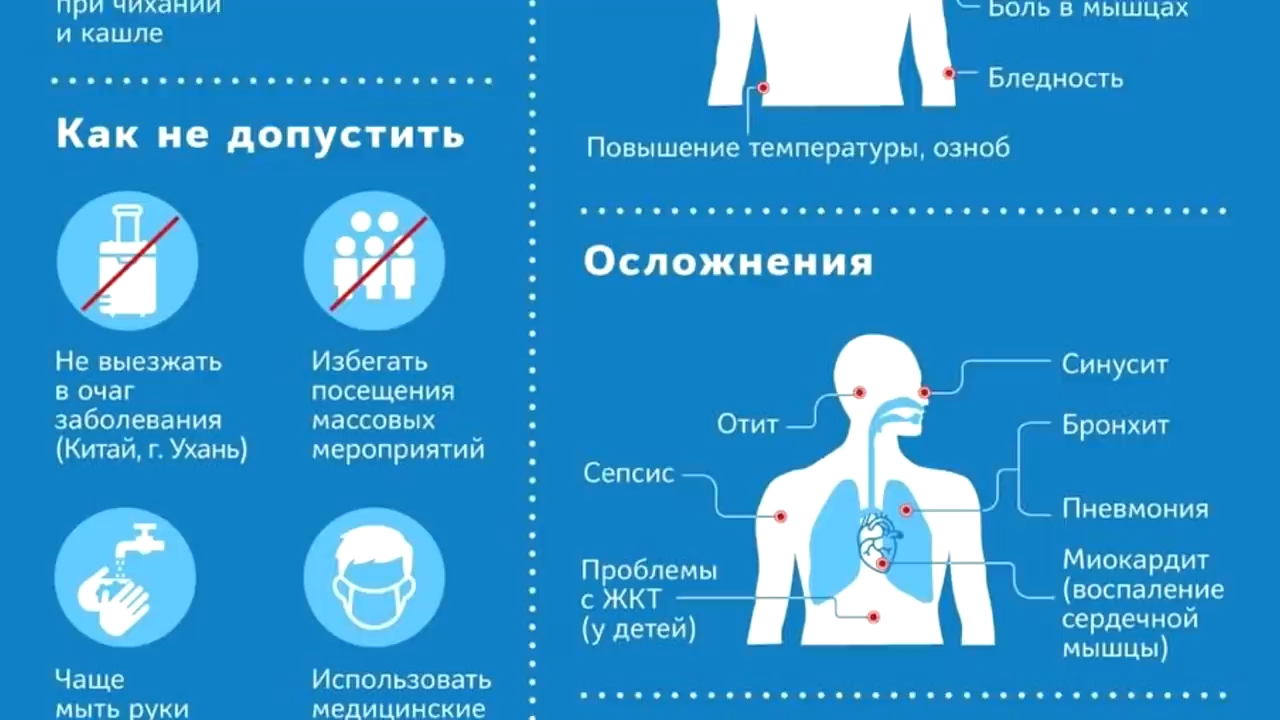 при чихании
и кашле
Как не допустить
Не выезжать
в очаг
заболевания
(Китай, г. Ухань)
Избегать
посещения
массовых
мероприятий
Чаще
мыть руки
Использовать
медицинские
Боль в мышцах
Бледность
Повышение температуры, озноб
Осложнения
Синусит
Отит
Бронхит
Сепсис
Пневмония
Проблемы
с ЖКТ
(у детей)
Миокардит
(воспаление
сердечной
мышцы)